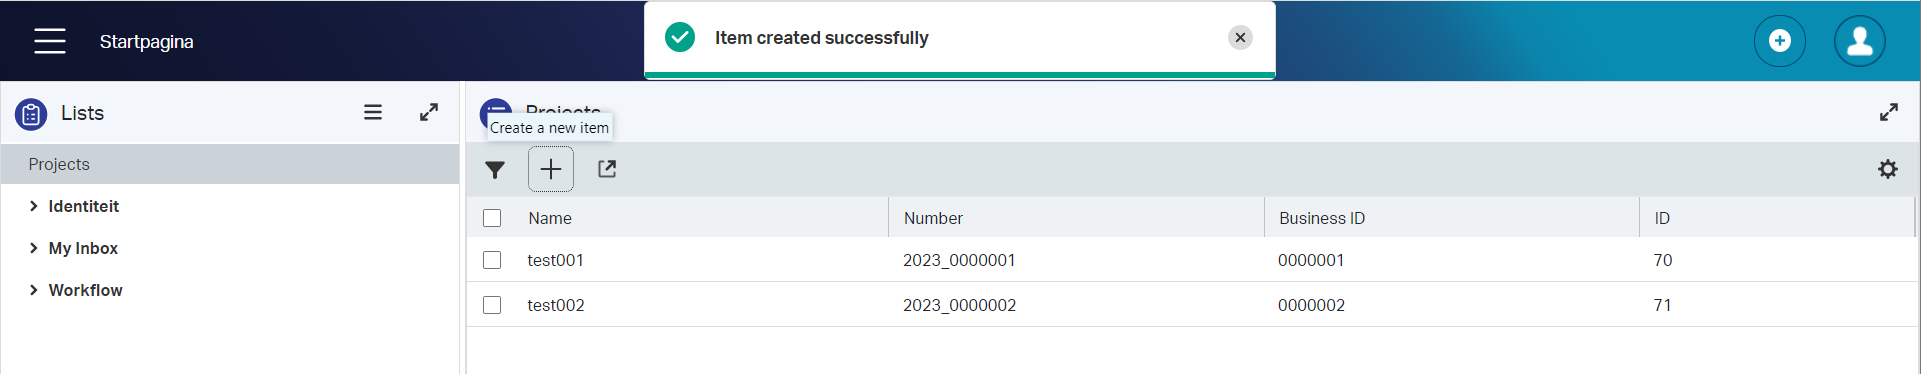 Startpagina
Item created successfully
Lists
Projects
Create a new item
Projects
Identiteit
My Inbox
Workflow
Name Number Business ID ID
test001 2023_0000001 0000001 70
test002 2023_0000002 0000002 71